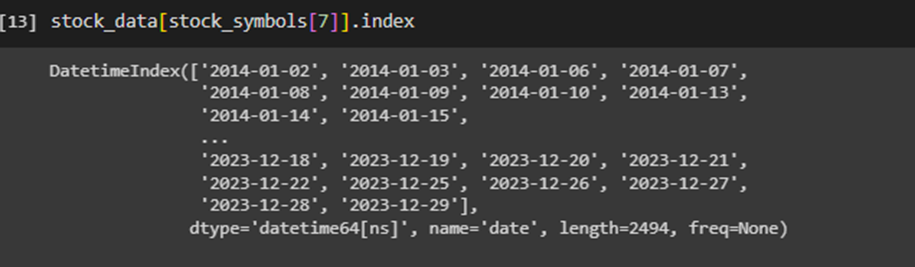 [13] stock_data[stock_symbols[7]].index
DatetimeIndex(['2014-01-02', '2014-01-03', '2014-01-06', '2014-01-07',
'2014-01-08', '2014-01-09', '2014-01-10', '2014-01-13',
'2014-01-14', '2014-01-15',
...
'2023-12-18', '2023-12-19', '2023-12-20', '2023-12-21',
'2023-12-22', '2023-12-25', '2023-12-26', '2023-12-27',
'2023-12-28', '2023-12-29'],
dtype='datetime64[ns]', name='date', length=2494, freq=None)